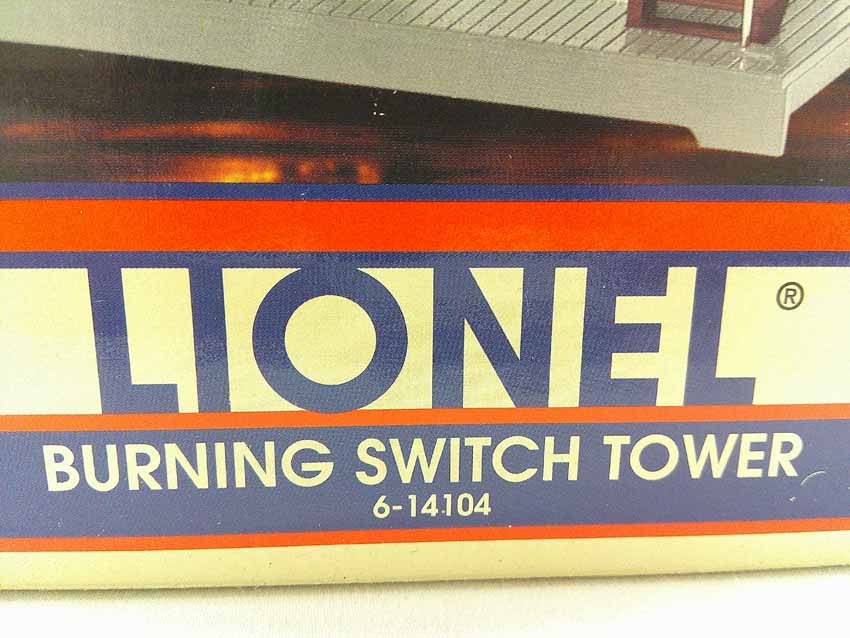 LIONEL ®
BURNING SWITCH TOWER
6-14104